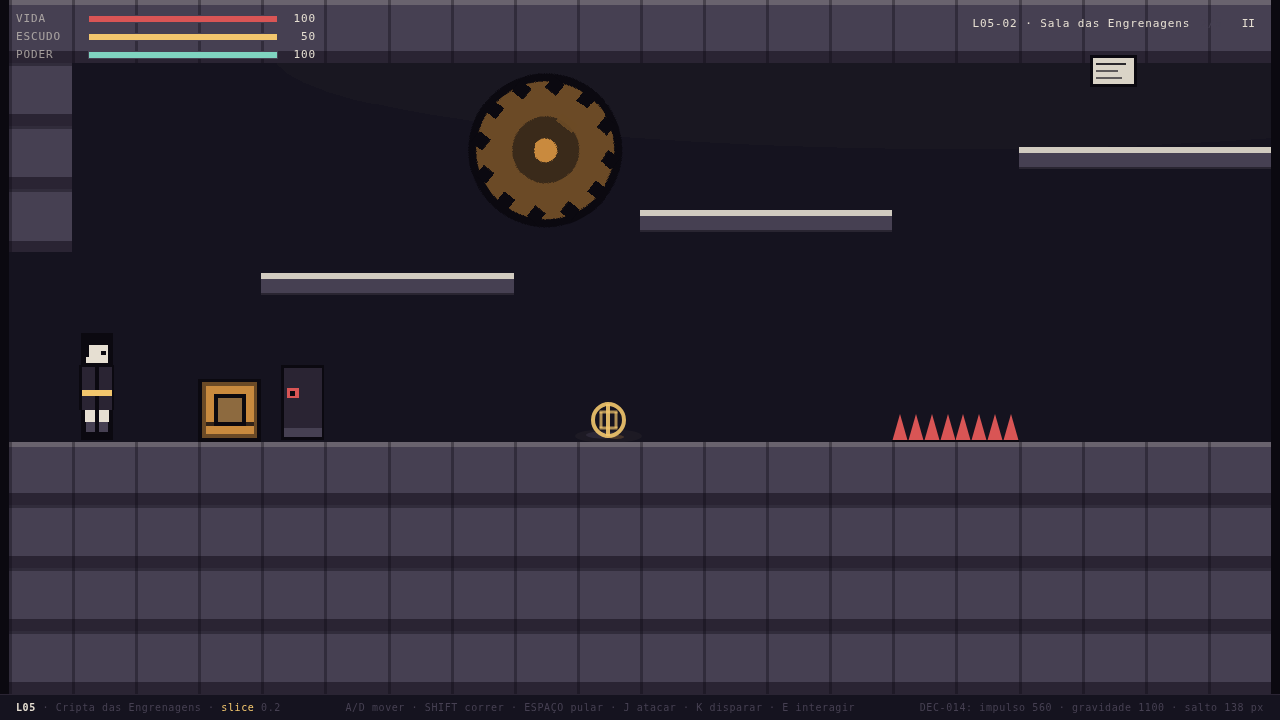 VIDA 100
ESCUDO 50
PODER 100
L05-02 · Sala das Engrenagens II
L05 · Cripta das Engrenagens · slice 0.2
A/D mover · SHIFT correr · ESPAÇO pular · J atacar · K disparar · E interagir
DEC-014: impulso 560 · gravidade 1100 · salto 138 px